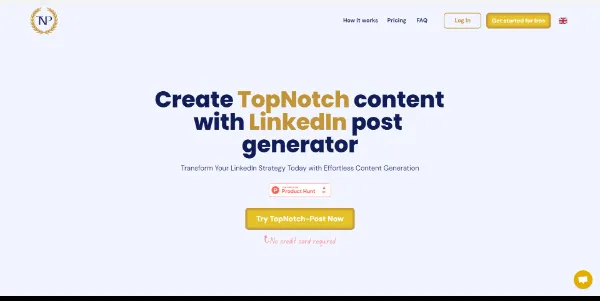 TNP
How it works
Pricing
FAQ
Log In
Get started for free
Create TopNotch content
with LinkedIn post
generator
Transform Your LinkedIn Strategy Today with Effortless Content Generation
Product Hunt
Try TopNotch-Post Now
No credit card required